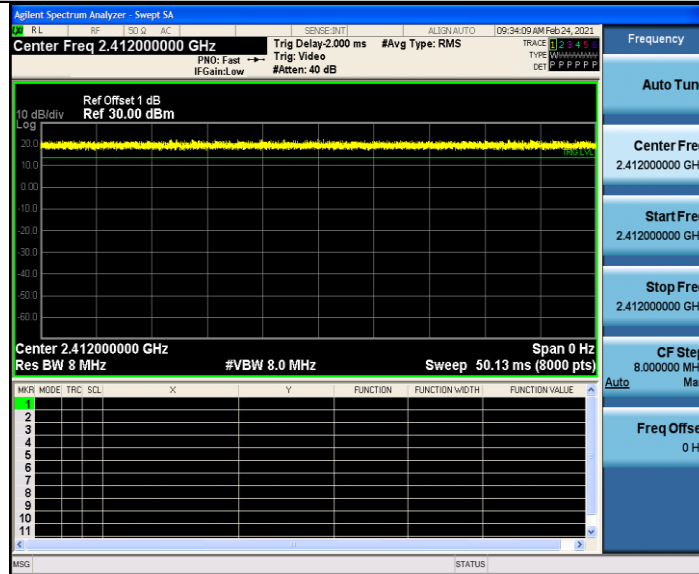 Agilent Spectrum Analyzer - Swept SA
RL RF 50 Ω AC SENSE:INT ALIGN AUTO 09:34:09 AM Feb 24, 2021
Center Freq 2.412000000 GHz
PNO: Fast
IFGain:Low
Trig Delay-2.000 ms
Trig: Video
#Atten: 40 dB
#Avg Type: RMS
TRACE 1 2 3 4 5 6
TYPE WWWWWW
DET P P P P P P
Ref Offset 1 dB
10 dB/div Ref 30.00 dBm
Log
20.0
TRIG LVL
10.0
0.00
-10.0
-20.0
-30.0
-40.0
-50.0
-60.0
Center 2.412000000 GHz Span 0 Hz
Res BW 8 MHz #VBW 8.0 MHz Sweep 50.13 ms (8000 pts)
MKR MODE TRC SCL X Y FUNCTION FUNCTION WIDTH FUNCTION VALUE
1
2
3
4
5
6
7
8
9
10
11
MSG STATUS
Frequency
Auto Tun
Center Fre
2.412000000 GH
Start Fre
2.412000000 GH
Stop Fre
2.412000000 GH
CF Step
8.000000 MH
Auto Ma
Freq Offse
0 H